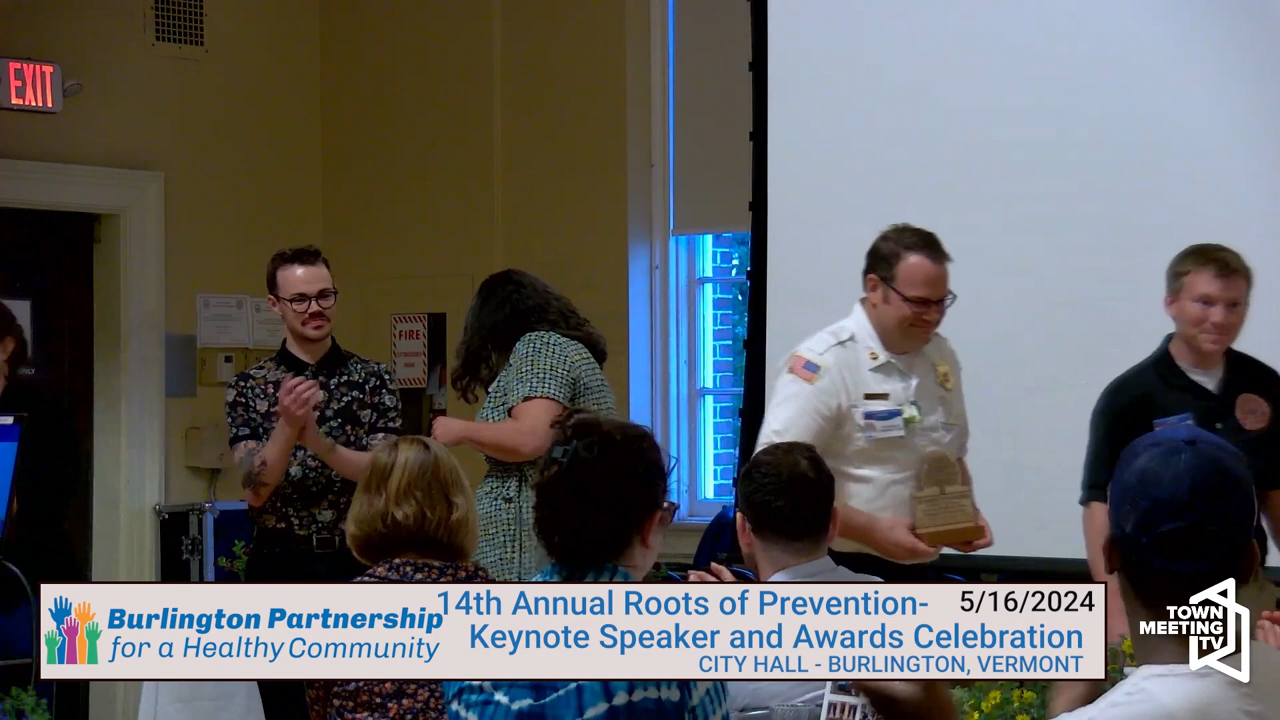 EXIT
FIRE
EXTINGUISHER
Burlington Partnership
for a Healthy Community
14th Annual Roots of Prevention-
5/16/2024
Keynote Speaker and Awards Celebration
CITY HALL - BURLINGTON, VERMONT
TOWN
MEETING
TV